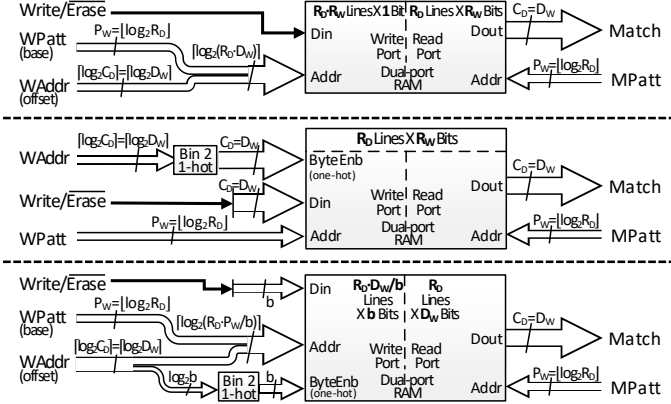 Write/Erase
WPatt
(base)
WAddr
(offset)
P_W=⌊log₂R_D⌋
⌈log₂C_D⌉=⌈log₂D_W⌉
⌈log₂(R_D·D_W)⌉
R_D·R_W Lines X 1 Bit
R_D Lines X R_W Bits
Din
Addr
Write Port
Read Port
Dual-port RAM
Dout
Addr
C_D=D_W
P_W=⌊log₂R_D⌋
Match
MPatt
⌈log₂C_D⌉=⌈log₂D_W⌉
WAddr
Bin 2
1-hot
C_D=D_W
Write/Erase
C_D=D_W
WPatt
P_W=⌊log₂R_D⌋
R_D Lines X R_W Bits
ByteEnb
(one-hot)
Din
Addr
Write Port
Read Port
Dual-port RAM
Dout
Addr
C_D=D_W
P_W=⌊log₂R_D⌋
Match
MPatt
Write/Erase
b
P_W=⌊log₂R_D⌋
WPatt
(base)
⌈log₂(R_D·P_W/b)⌉
⌈log₂C_D⌉=⌈log₂D_W⌉
WAddr
(offset)
log₂b
Bin 2
1-hot
b
Din
R_D·D_W/b
Lines
X b Bits
R_D
Lines
X D_W Bits
Addr
Write Port
Read Port
Dual-port RAM
ByteEnb
(one-hot)
Dout
Addr
C_D=D_W
P_W=⌊log₂R_D⌋
Match
MPatt